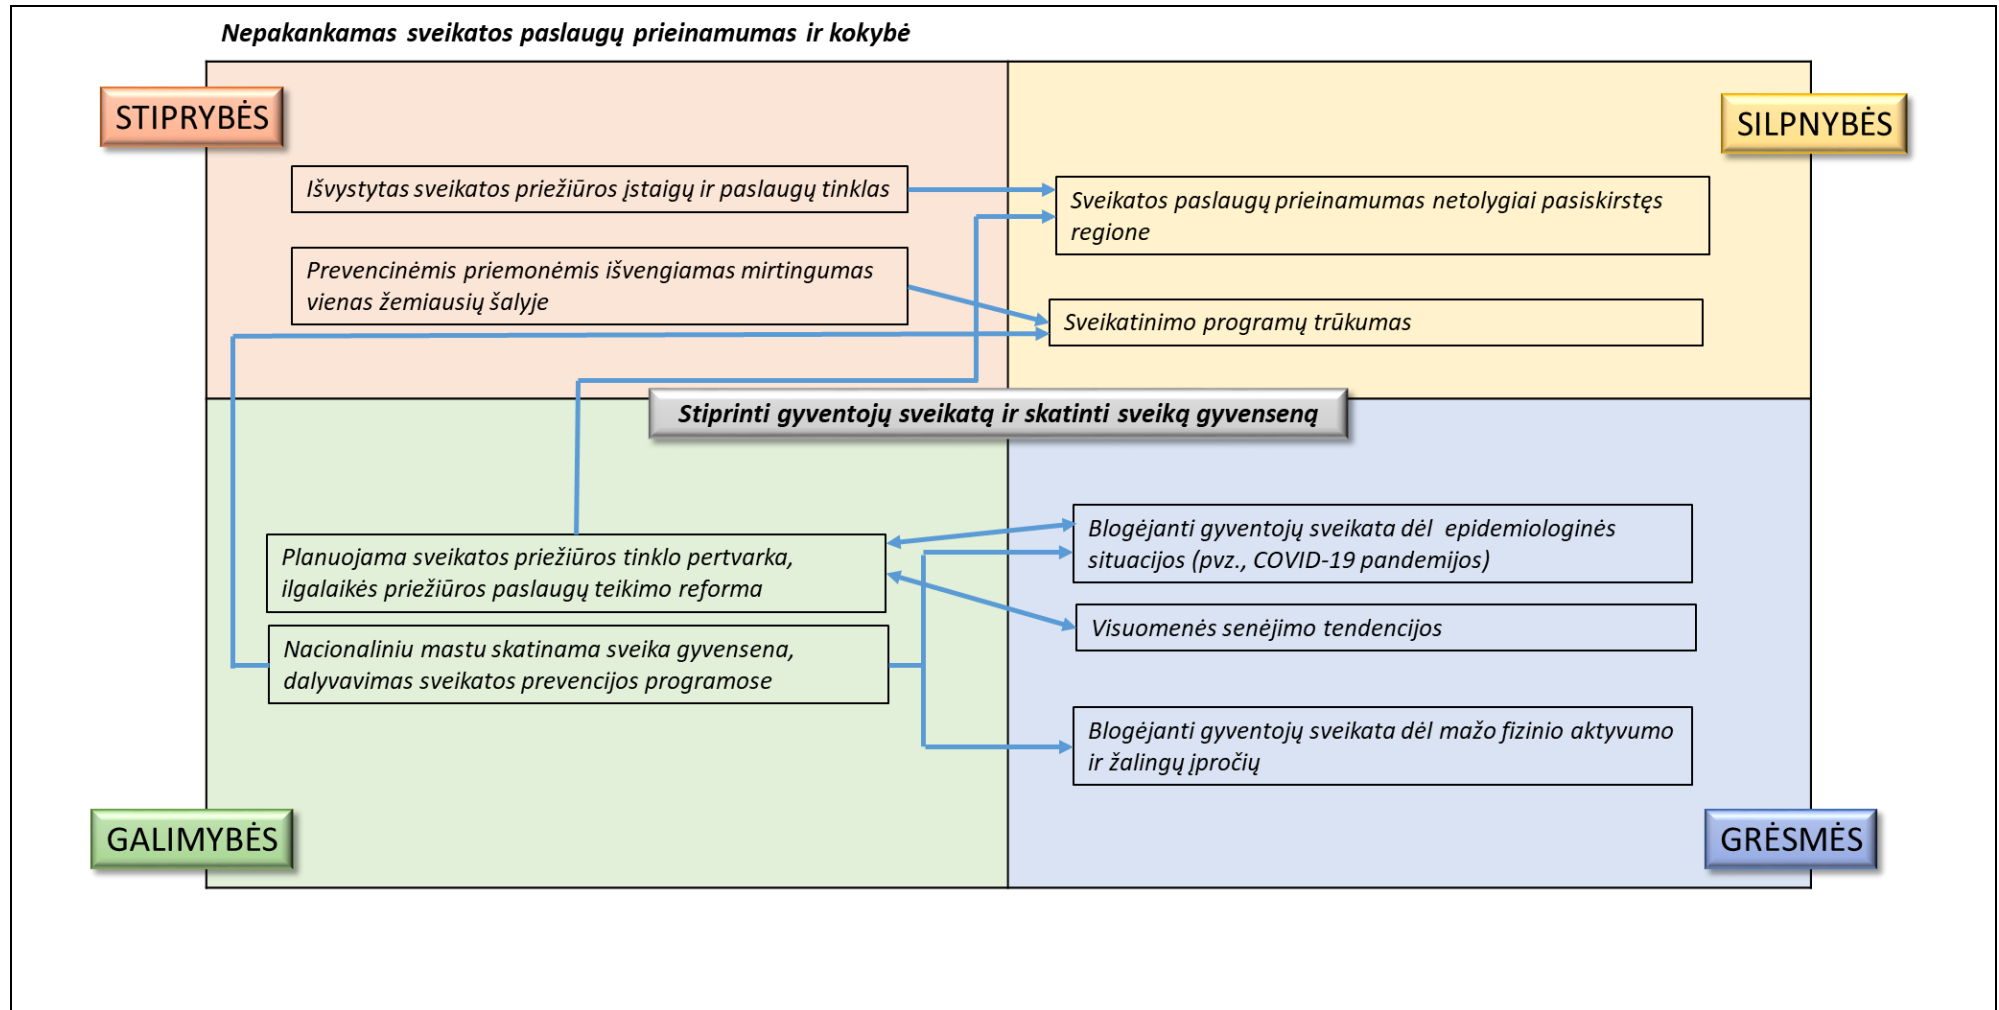 Nepakankamas sveikatos paslaugų prieinamumas ir kokybė
STIPRYBĖS
SILPNYBĖS
Išvystytas sveikatos priežiūros įstaigų ir paslaugų tinklas
Prevencinėmis priemonėmis išvengiamas mirtingumas
vienas žemiausių šalyje
Sveikatos paslaugų prieinamumas netolygiai pasiskirstęs
regione
Sveikatinimo programų trūkumas
Stiprinti gyventojų sveikatą ir skatinti sveiką gyvenseną
Planuojama sveikatos priežiūros tinklo pertvarka,
ilgalaikės priežiūros paslaugų teikimo reforma
Nacionaliniu mastu skatinama sveika gyvensena,
dalyvavimas sveikatos prevencijos programose
Blogėjanti gyventojų sveikata dėl epidemiologinės
situacijos (pvz., COVID-19 pandemijos)
Visuomenės senėjimo tendencijos
Blogėjanti gyventojų sveikata dėl mažo fizinio aktyvumo
ir žalingų įpročių
GALIMYBĖS
GRĖSMĖS